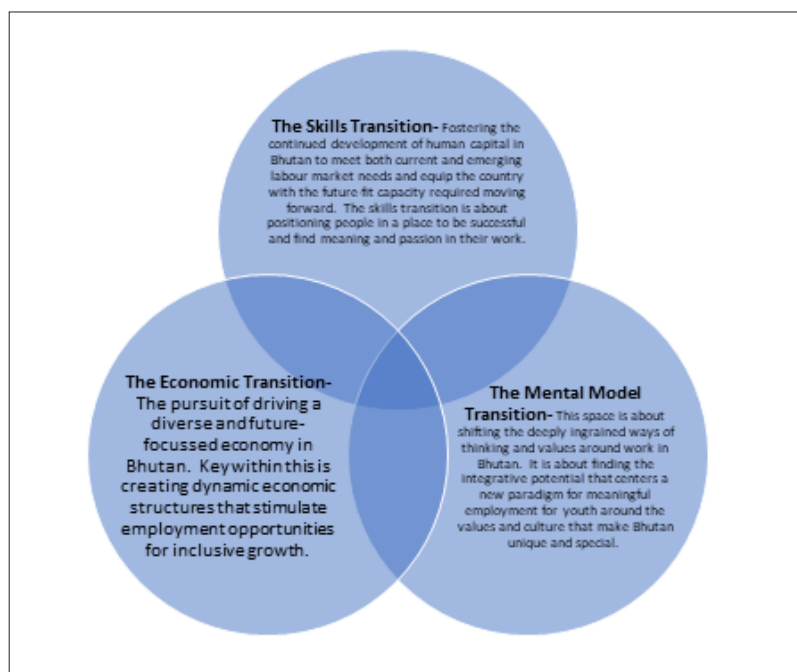 The Skills Transition- Fostering the
continued development of human capital in
Bhutan to meet both current and emerging
labour market needs and equip the country
with the future fit capacity required moving
forward. The skills transition is about
positioning people in a place to be successful
and find meaning and passion in their work.
The Economic Transition-
The pursuit of driving a
diverse and future-
focussed economy in
Bhutan. Key within this is
creating dynamic economic
structures that stimulate
employment opportunities
for inclusive growth.
The Mental Model
Transition- This space is about
shifting the deeply ingrained ways of
thinking and values around work in
Bhutan. It is about finding the
integrative potential that centers a
new paradigm for meaningful
employment for youth around the
values and culture that make Bhutan
unique and special.